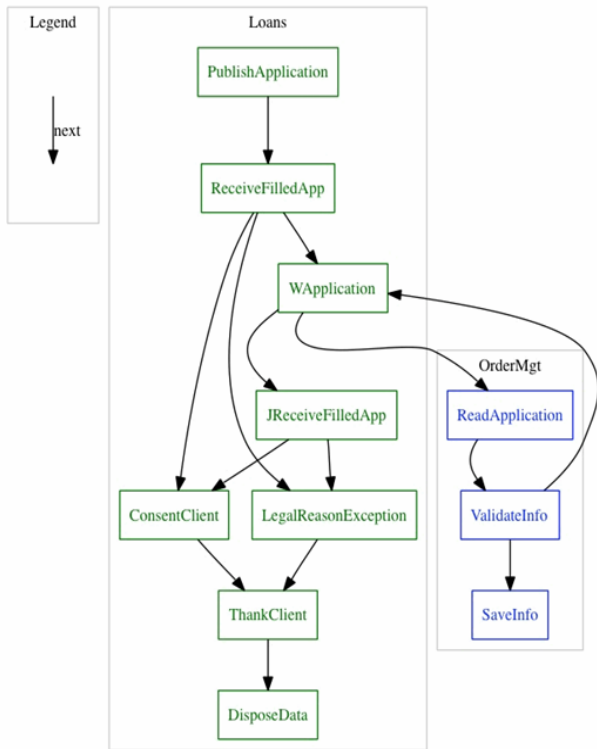 Legend
next
Loans
PublishApplication
ReceiveFilledApp
WApplication
JReceiveFilledApp
ConsentClient
LegalReasonException
ThankClient
DisposeData
OrderMgt
ReadApplication
ValidateInfo
SaveInfo